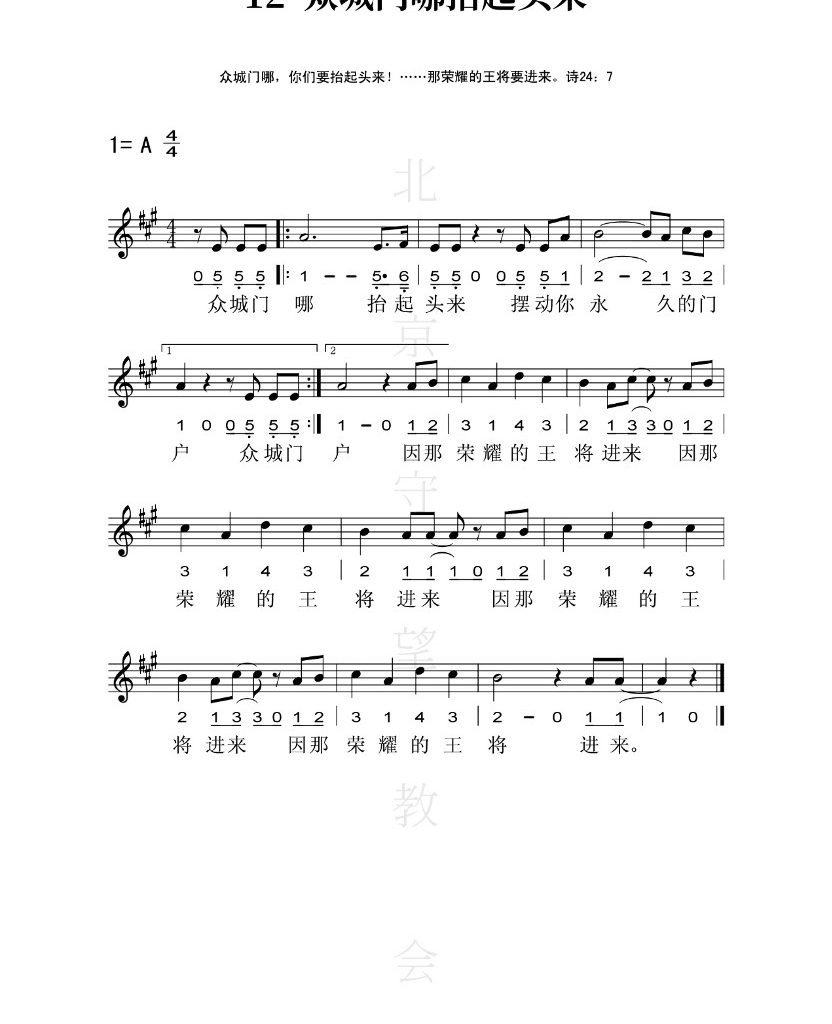 12 众城门哪抬起头来
众城门哪，你们要抬起头来！……那荣耀的王将要进来。诗24：7
1= A 4/4
0 5 5 5 |: 1 - - 5· 6 | 5 5 0 0 5 5 1 | 2 - 2 1 3 2
众城门 哪 抬起 头来 摆动你 永 久的门
1 2
1 0 0 5 5 5 :| 1 - 0 1 2 | 3 1 4 3 | 2 1 3 3 0 1 2
户 众城门 户 因那 荣耀的王 将进来 因那
3 1 4 3 | 2 1 1 1 0 1 2 | 3 1 4 3
荣 耀 的 王 将 进来 因那 荣 耀 的 王
2 1 3 3 0 1 2 | 3 1 4 3 | 2 - 0 1 1 | 1 0
将 进来 因那 荣 耀 的 王 将 进 来。
北京守望教会